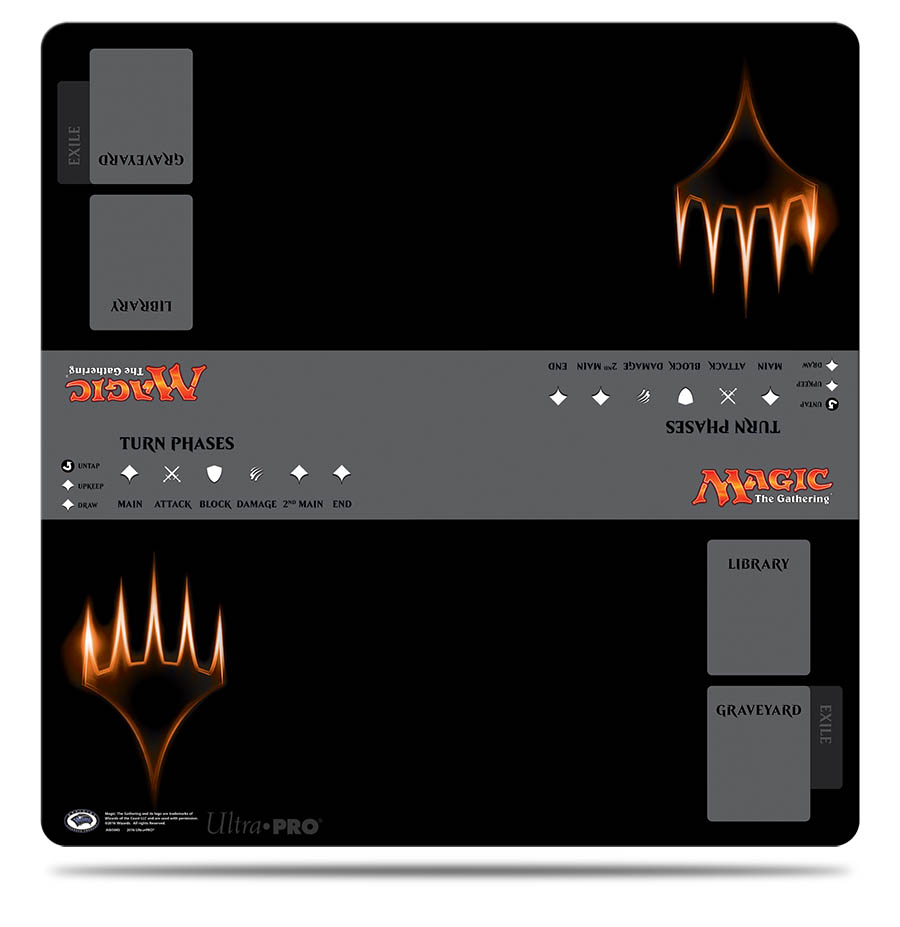 EXILE
GRAVEYARD
LIBRARY
MAGIC
The Gathering®
DRAW
UPKEEP
UNTAP
MAIN ATTACK BLOCK DAMAGE 2ND MAIN END
TURN PHASES
TURN PHASES
UNTAP
UPKEEP
DRAW
MAIN ATTACK BLOCK DAMAGE 2ND MAIN END
MAGIC
The Gathering®
LIBRARY
GRAVEYARD
EXILE
Magic: The Gathering and its logo are trademarks of
Wizards of the Coast LLC and are used with permission.
©2016 Wizards. All rights Reserved.
2016 Ultra•PRO®
Ultra•PRO®